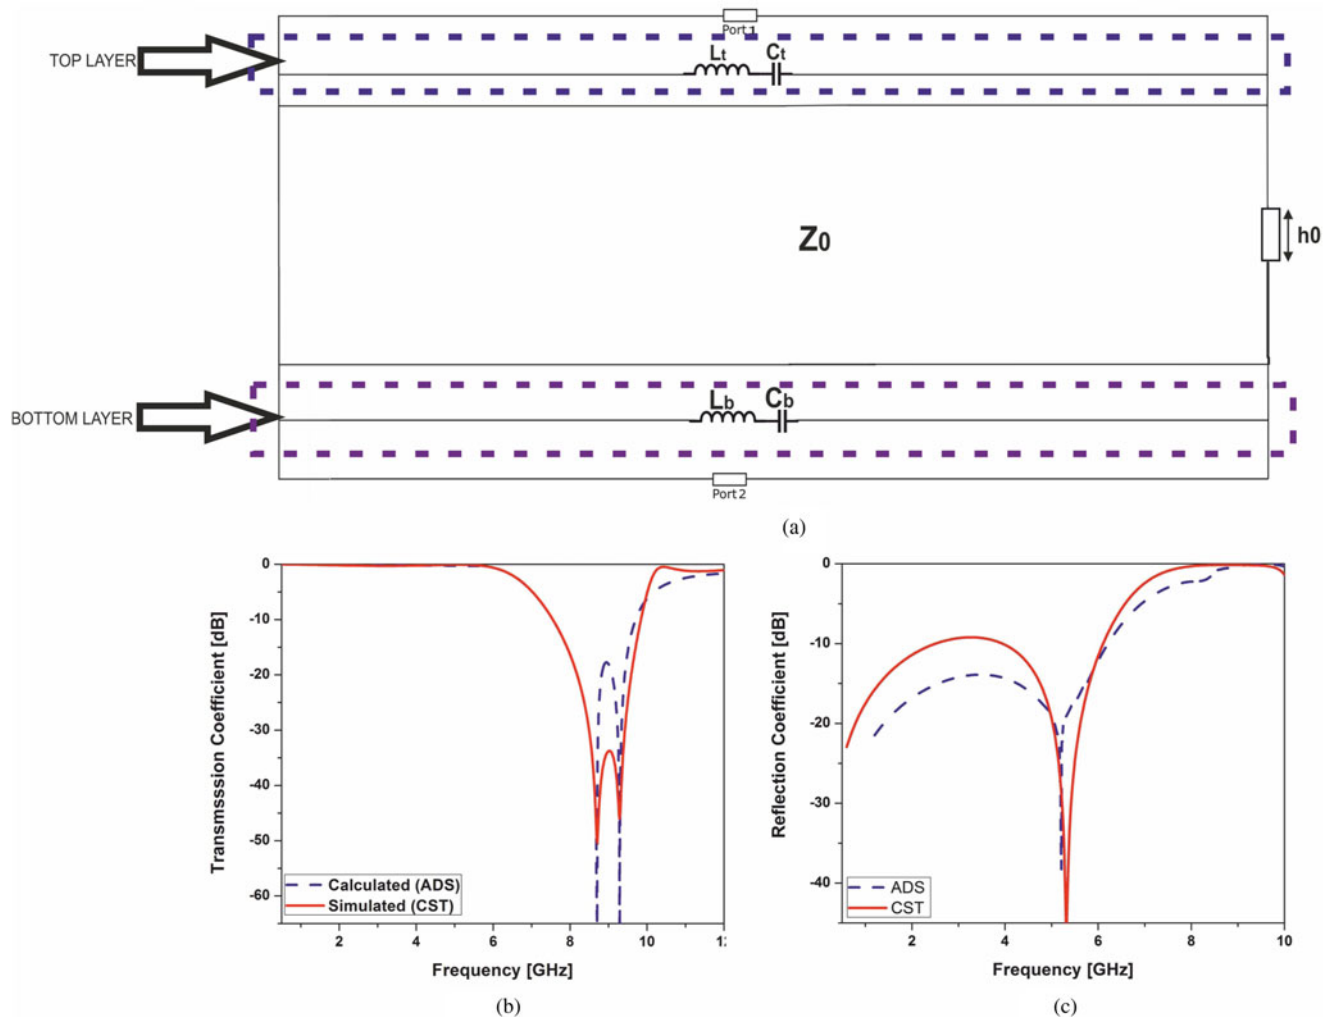 Port 1
TOP LAYER
Lt Ct
Z0
h0
BOTTOM LAYER
Lb Cb
Port 2
(a)
Transmsssion Coefficient [dB]
0
-10
-20
-30
-40
-50
-60
Calculated (ADS)
Simulated (CST)
2 4 6 8 10 12
Frequency [GHz]
(b)
Reflection Coefficient [dB]
0
-10
-20
-30
-40
ADS
CST
2 4 6 8 10
Frequency [GHz]
(c)